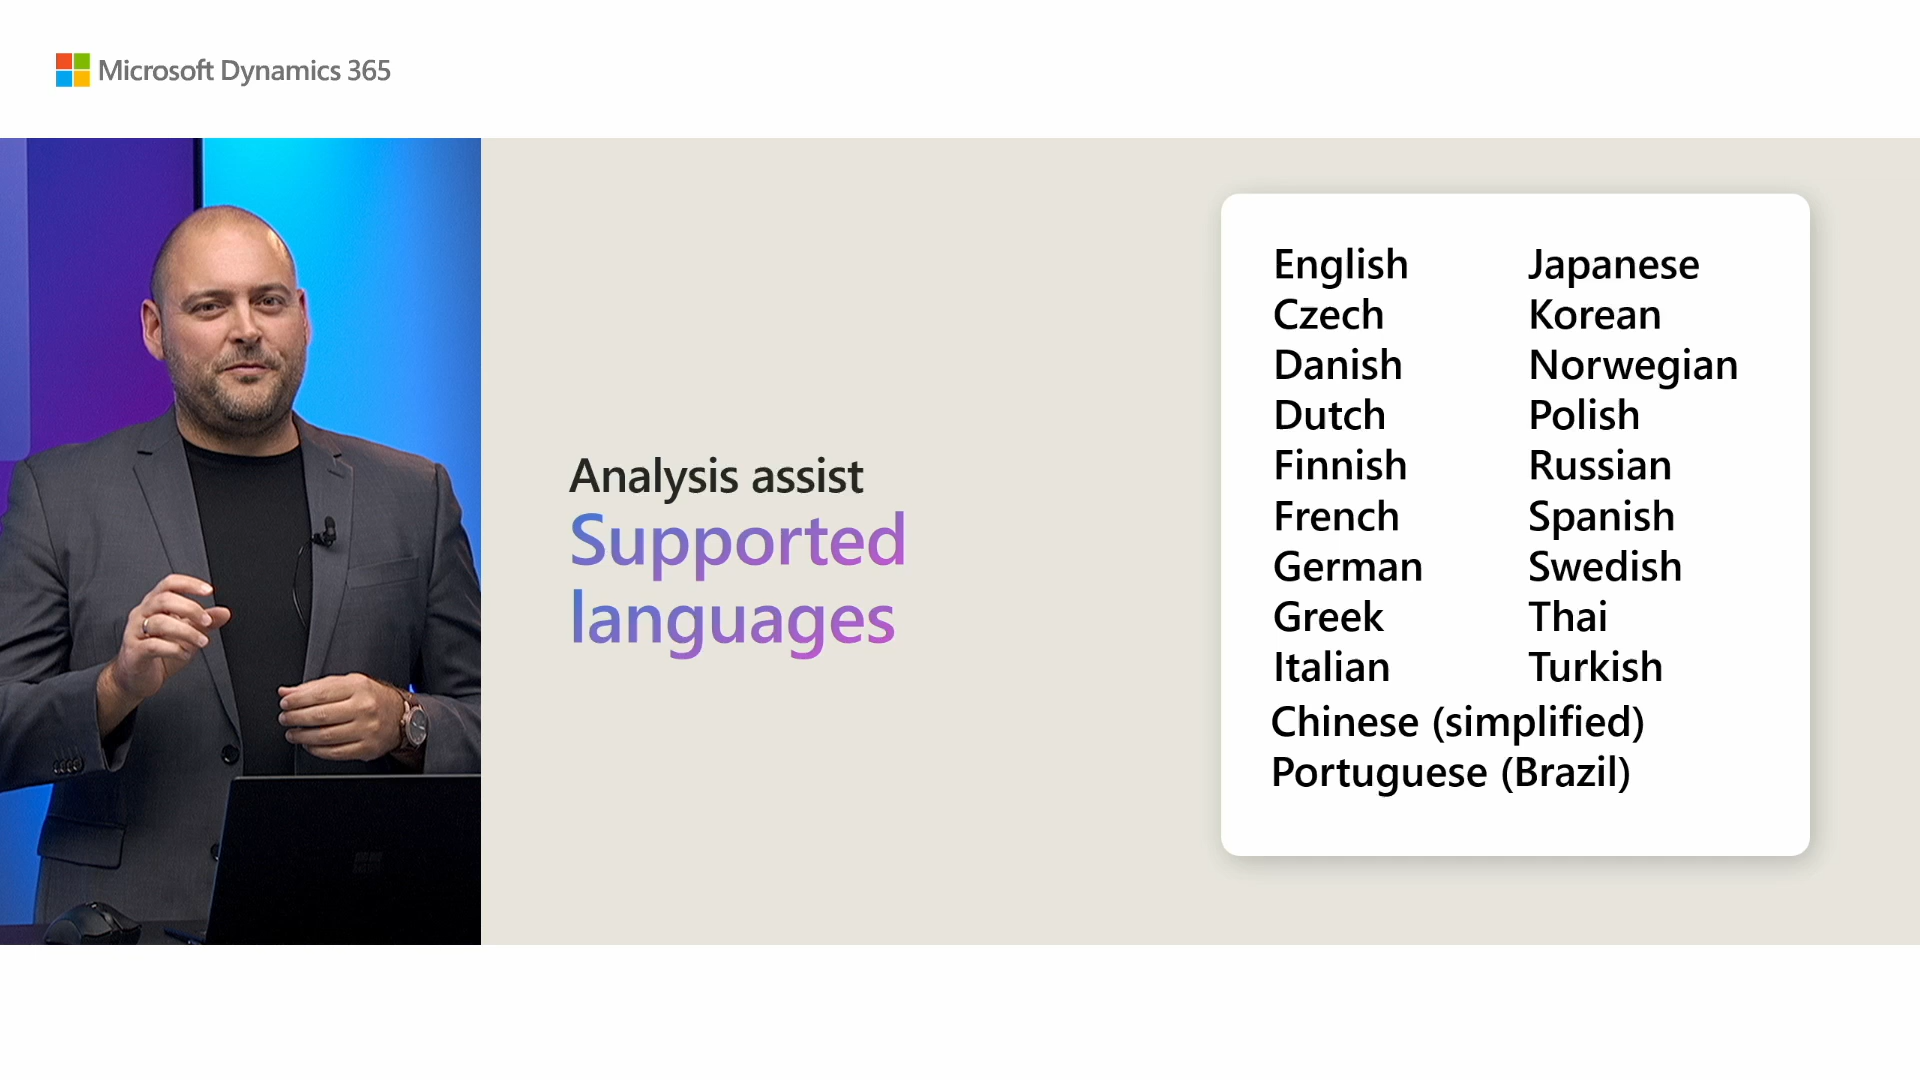 Microsoft Dynamics 365
Analysis assist
Supported
languages
English
Czech
Danish
Dutch
Finnish
French
German
Greek
Italian
Japanese
Korean
Norwegian
Polish
Russian
Spanish
Swedish
Thai
Turkish
Chinese (simplified)
Portuguese (Brazil)